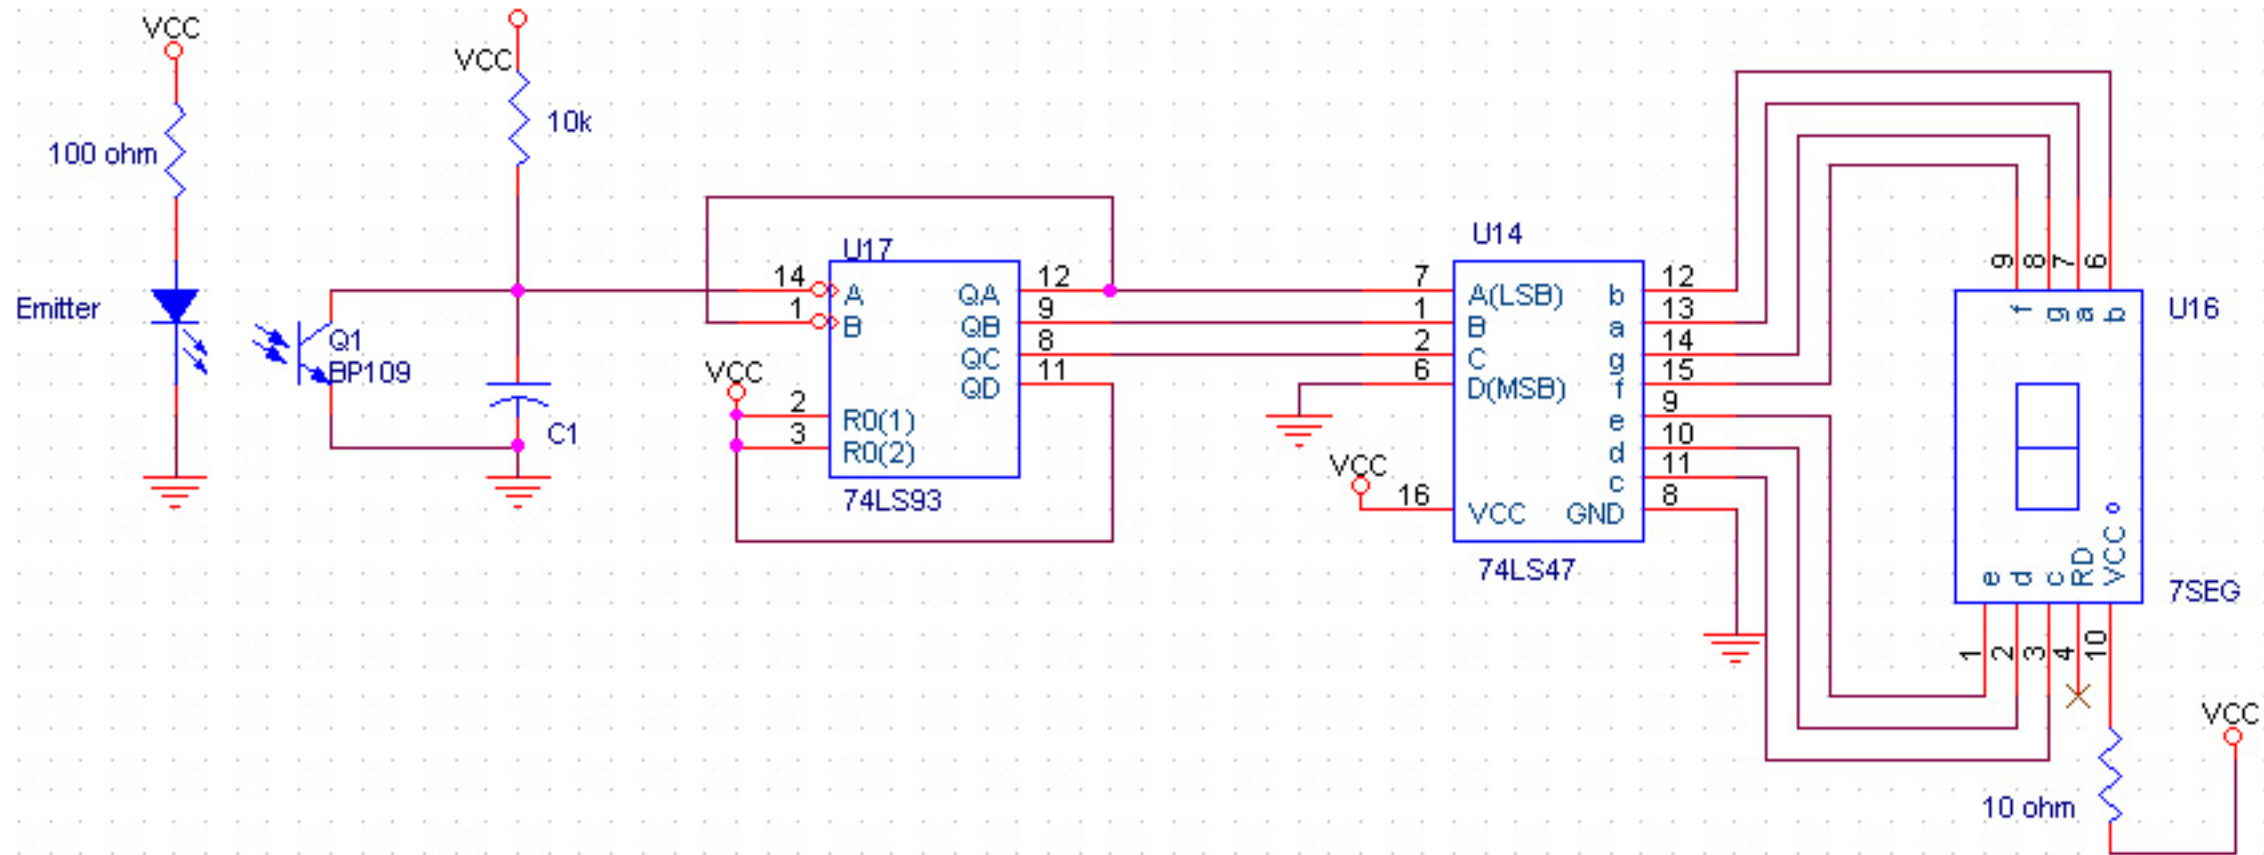 VCC
100 ohm
Emitter
Q1
BP109
VCC
10k
C1
U17
14
A
1
B
VCC
2
R0(1)
3
R0(2)
QA
12
QB
9
QC
8
QD
11
74LS93
U14
7
A(LSB)
1
B
2
C
6
D(MSB)
VCC
16
VCC
b
12
a
13
g
14
f
15
e
9
d
10
c
11
GND
8
74LS47
9
8
7
6
f
g
a
b
U16
e
d
c
RD
VCC
7SEG
1
2
3
4
10
10 ohm
VCC